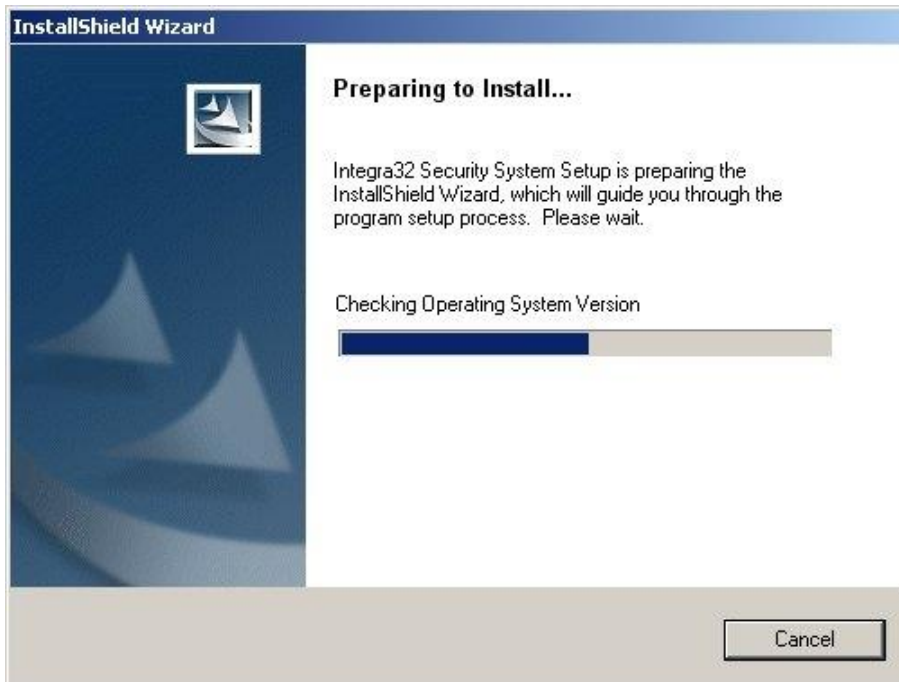 InstallShield Wizard
Preparing to Install...
Integra32 Security System Setup is preparing the
InstallShield Wizard, which will guide you through the
program setup process.  Please wait.
Checking Operating System Version
Cancel